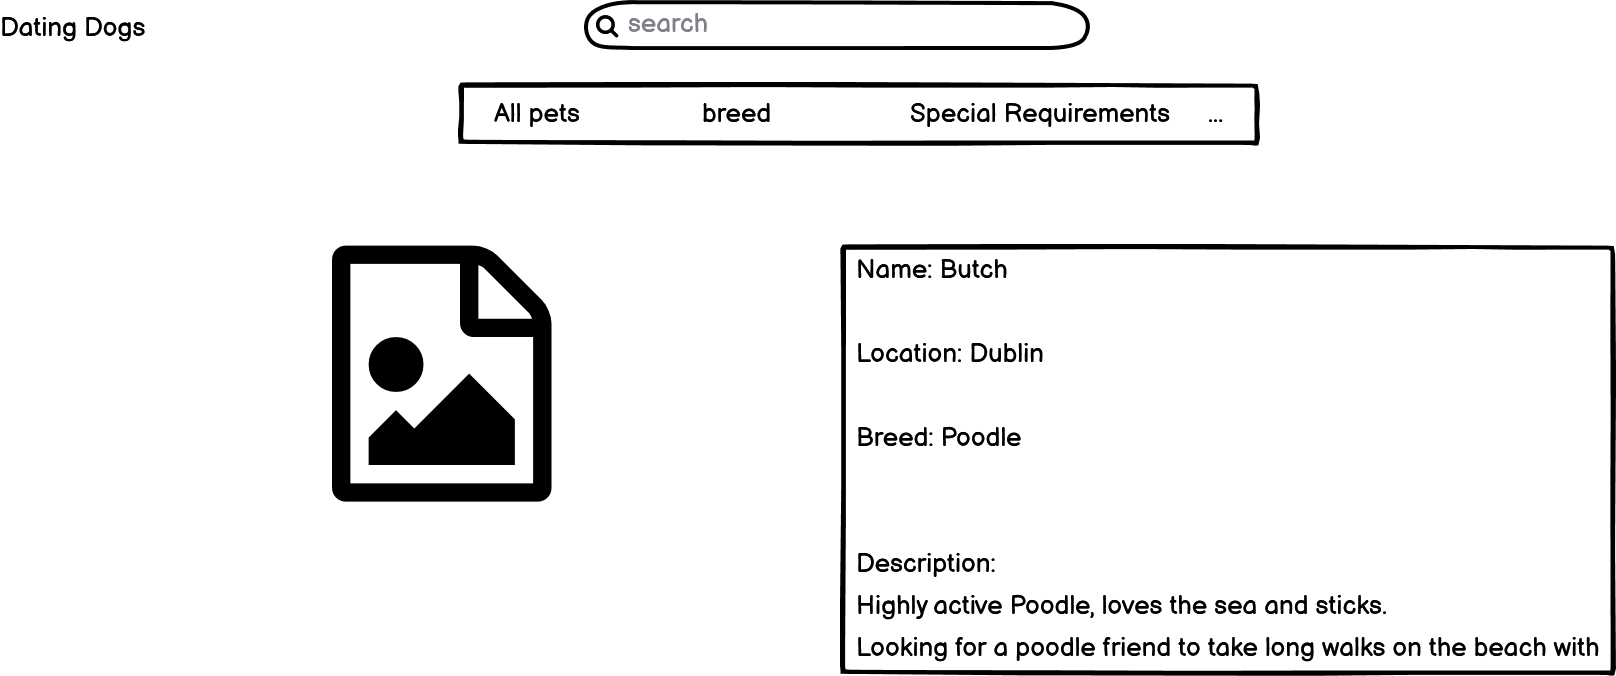 Dating Dogs
search
All pets breed Special Requirements ...
Name: Butch
Location: Dublin
Breed: Poodle
Description:
Highly active Poodle, loves the sea and sticks.
Looking for a poodle friend to take long walks on the beach with